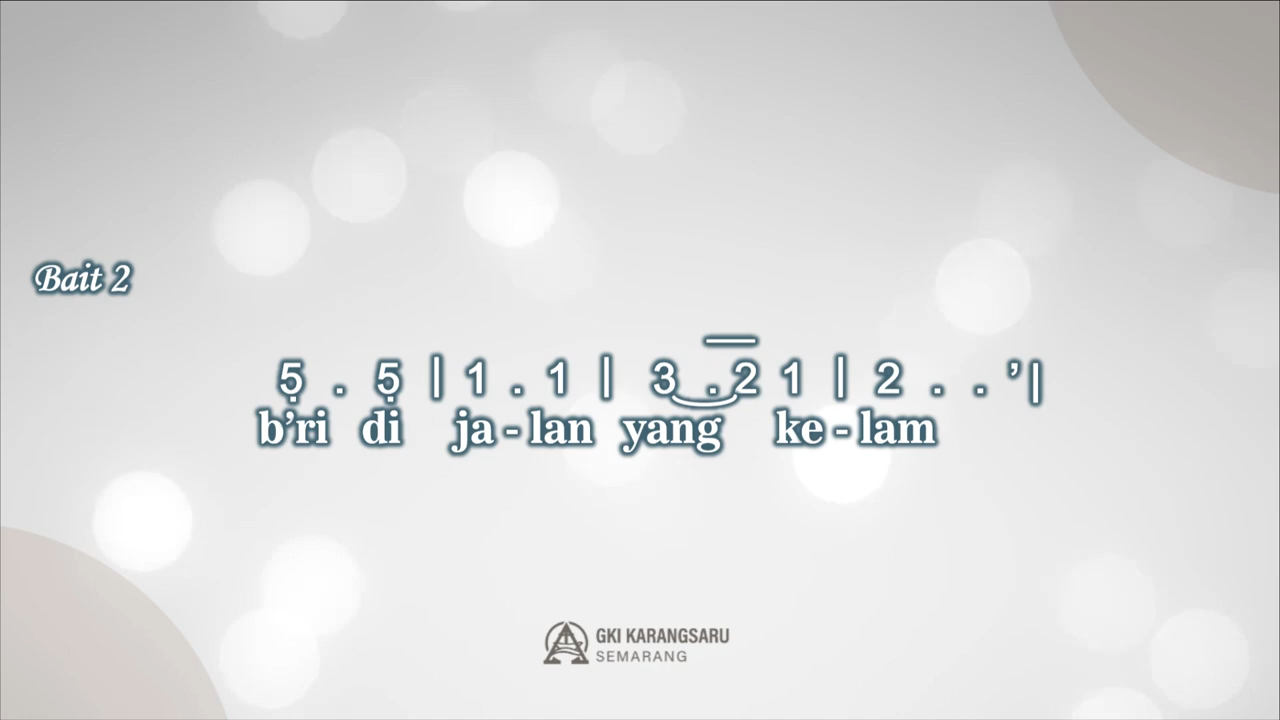 Bait 2
5̣ . 5̣ | 1 . 1 | 3 . 2 1 | 2 . . ’ |
b’ri di ja - lan yang ke - lam
GKI KARANGSARU
SEMARANG